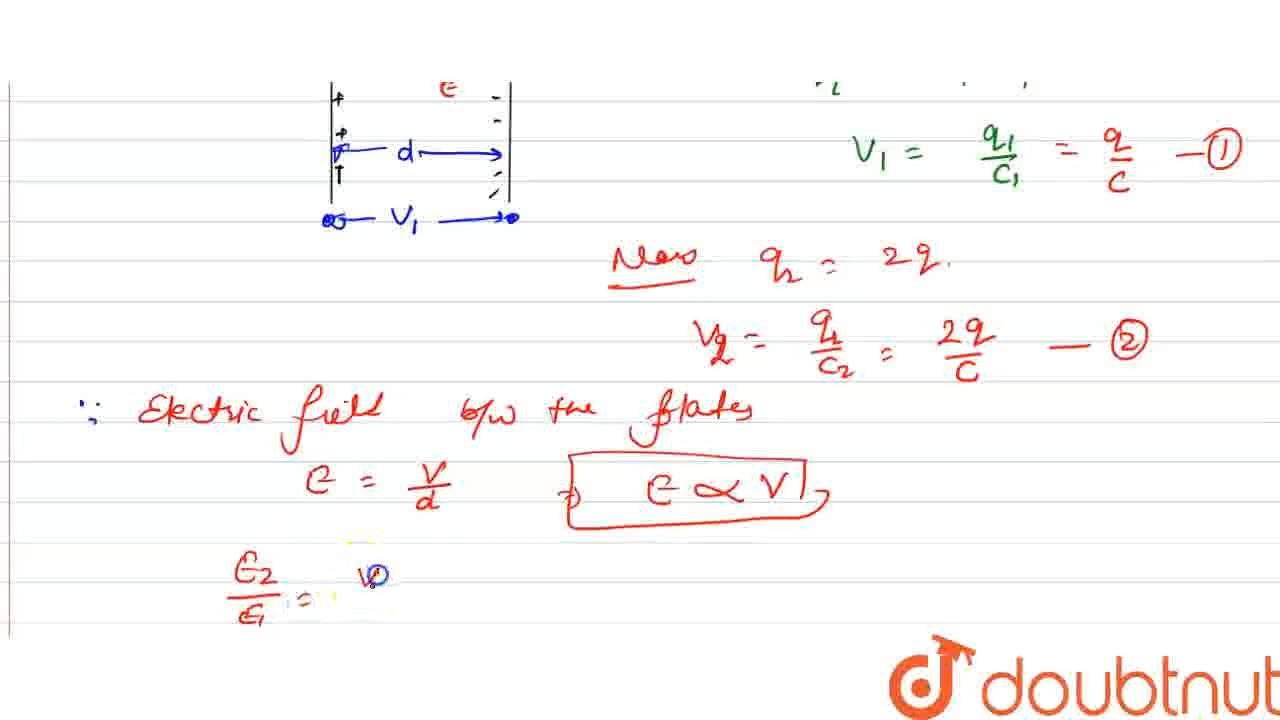 E
+ -
+ -
d
+ -
V₁
V₁ = q₁/C₁ = q/C — ①
Now q₂ = 2q.
V₂ = q₂/C₂ = 2q/C — ②
∵ Electric field b/w the plates
E = V/d ⇒ E ∝ V
E₂/E₁ = V
doubtnut